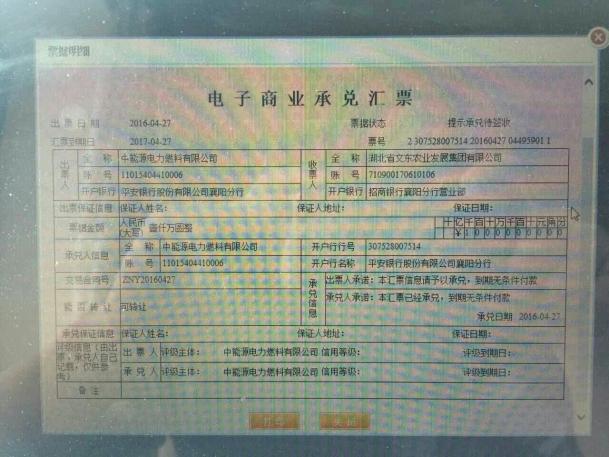 票据明细
电子商业承兑汇票
出票日期 2016-04-27 票据状态 提示承兑待签收
汇票到期日 2017-04-27 票号 2 307528007514 20160427 04495901 1
出票人 全称 中能源电力燃料有限公司 收票人 全称 湖北省文东农业发展集团有限公司
账号 11015404410006 账号 710900170610106
开户银行 平安银行股份有限公司襄阳分行 开户银行 招商银行襄阳分行营业部
出票保证信息 保证人姓名: 保证人地址: 保证日期:
票据金额 人民币(大写) 壹仟万圆整 十亿千百十万千百十元角分
¥1000000000
承兑人信息 全称 中能源电力燃料有限公司 开户行行号 307528007514
账号 11015404410006 开户行名称 平安银行股份有限公司襄阳分行
交易合同号 ZNY20160427 承兑信息 出票人承诺:本汇票信息请予以承兑,到期无条件付款
能否转让 可转让 承兑人承诺:本汇票已经承兑,到期无条件付款
承兑日期 2016-04-27
承兑保证信息 保证人姓名: 保证人地址: 保证日期:
评级信息(由出票人、承兑人自己记载,仅供参考) 出票人 评级主体: 中能源电力燃料有限公司 信用等级: 评级到期日:
承兑人 评级主体: 中能源电力燃料有限公司 信用等级: 评级到期日:
备注